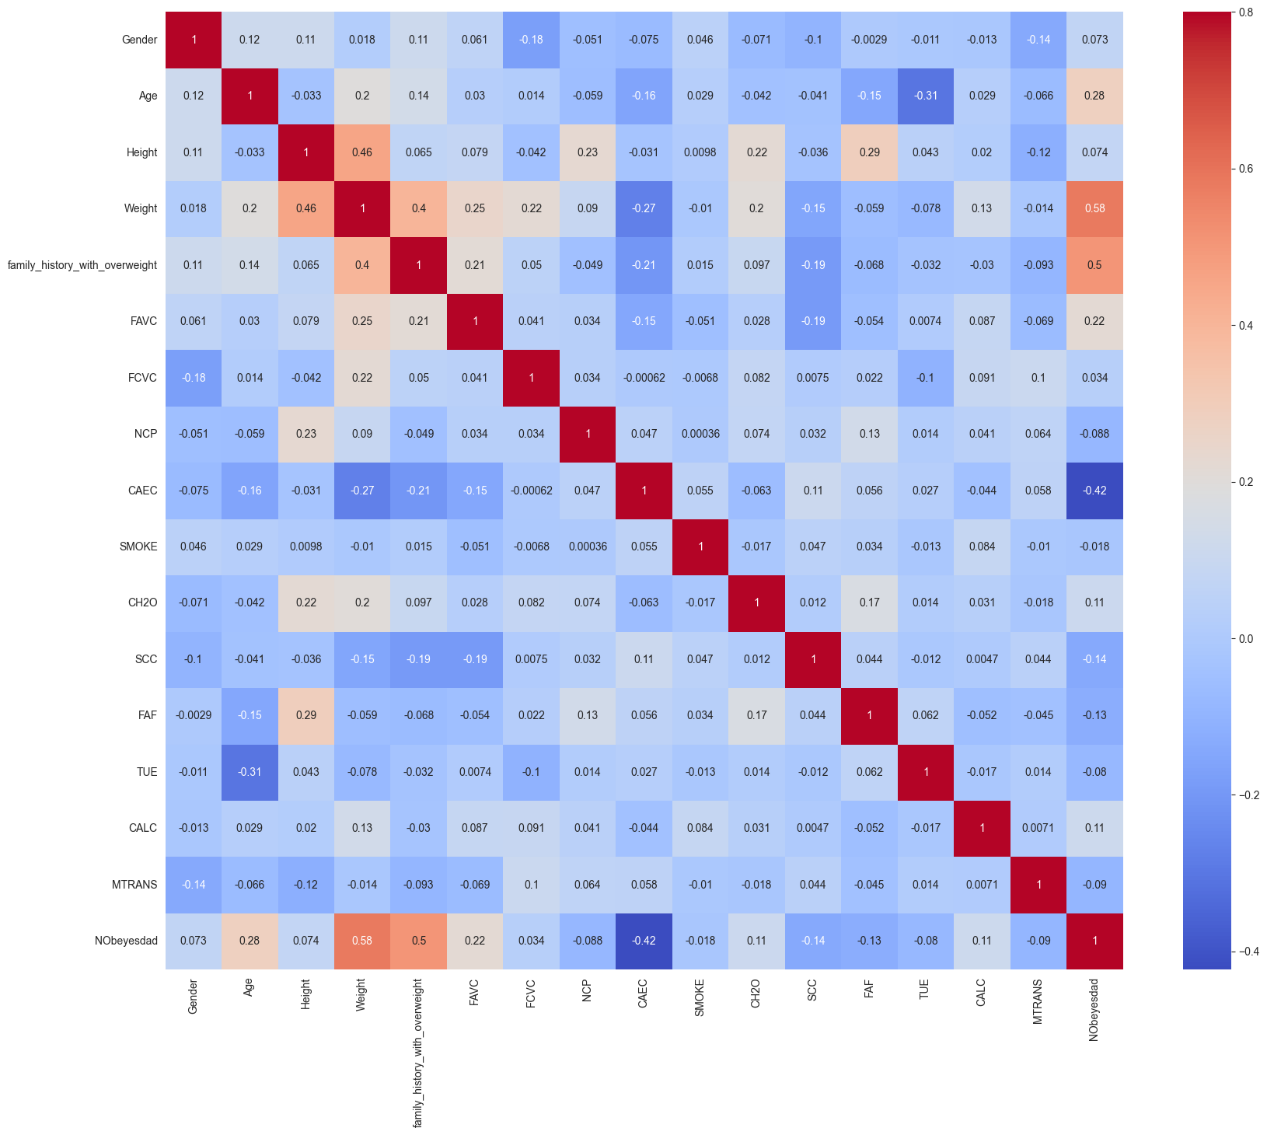 Gender 1 0.12 0.11 0.018 0.11 0.061 -0.18 -0.051 -0.075 0.046 -0.071 -0.1 -0.0029 -0.011 -0.013 -0.14 0.073
Age 0.12 1 -0.033 0.2 0.14 0.03 0.014 -0.059 -0.16 0.029 -0.042 -0.041 -0.15 -0.31 0.029 -0.066 0.28
Height 0.11 -0.033 1 0.46 0.065 0.079 -0.042 0.23 -0.031 0.0098 0.22 -0.036 0.29 0.043 0.02 -0.12 0.074
Weight 0.018 0.2 0.46 1 0.4 0.25 0.22 0.09 -0.27 -0.01 0.2 -0.15 -0.059 -0.078 0.13 -0.014 0.58
family_history_with_overweight 0.11 0.14 0.065 0.4 1 0.21 0.05 -0.049 -0.21 0.015 0.097 -0.19 -0.068 -0.032 -0.03 -0.093 0.5
FAVC 0.061 0.03 0.079 0.25 0.21 1 0.041 0.034 -0.15 -0.051 0.028 -0.19 -0.054 0.0074 0.087 -0.069 0.22
FCVC -0.18 0.014 -0.042 0.22 0.05 0.041 1 0.034 -0.00062 -0.0068 0.082 0.0075 0.022 -0.1 0.091 0.1 0.034
NCP -0.051 -0.059 0.23 0.09 -0.049 0.034 0.034 1 0.047 0.00036 0.074 0.032 0.13 0.014 0.041 0.064 -0.088
CAEC -0.075 -0.16 -0.031 -0.27 -0.21 -0.15 -0.00062 0.047 1 0.055 -0.063 0.11 0.056 0.027 -0.044 0.058 -0.42
SMOKE 0.046 0.029 0.0098 -0.01 0.015 -0.051 -0.0068 0.00036 0.055 1 -0.017 0.047 0.034 -0.013 0.084 -0.01 -0.018
CH2O -0.071 -0.042 0.22 0.2 0.097 0.028 0.082 0.074 -0.063 -0.017 1 0.012 0.17 0.014 0.031 -0.018 0.11
SCC -0.1 -0.041 -0.036 -0.15 -0.19 -0.19 0.0075 0.032 0.11 0.047 0.012 1 0.044 -0.012 0.0047 0.044 -0.14
FAF -0.0029 -0.15 0.29 -0.059 -0.068 -0.054 0.022 0.13 0.056 0.034 0.17 0.044 1 0.062 -0.052 -0.045 -0.13
TUE -0.011 -0.31 0.043 -0.078 -0.032 0.0074 -0.1 0.014 0.027 -0.013 0.014 -0.012 0.062 1 -0.017 0.014 -0.08
CALC -0.013 0.029 0.02 0.13 -0.03 0.087 0.091 0.041 -0.044 0.084 0.031 0.0047 -0.052 -0.017 1 0.0071 0.11
MTRANS -0.14 -0.066 -0.12 -0.014 -0.093 -0.069 0.1 0.064 0.058 -0.01 -0.018 0.044 -0.045 0.014 0.0071 1 -0.09
NObeyesdad 0.073 0.28 0.074 0.58 0.5 0.22 0.034 -0.088 -0.42 -0.018 0.11 -0.14 -0.13 -0.08 0.11 -0.09 1
Gender Age Height Weight family_history_with_overweight FAVC FCVC NCP CAEC SMOKE CH2O SCC FAF TUE CALC MTRANS NObeyesdad
0.8
0.6
0.4
0.2
0.0
−0.2
−0.4